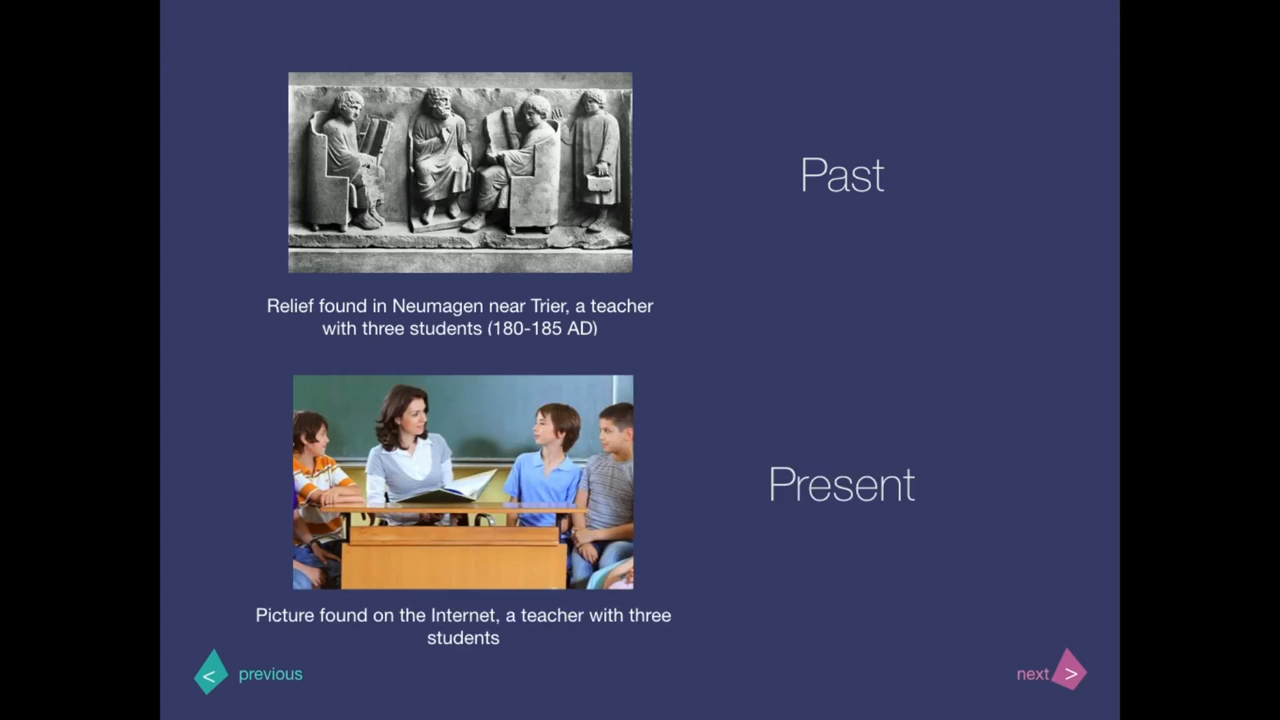 Past
Relief found in Neumagen near Trier, a teacher
with three students (180-185 AD)
Present
Picture found on the Internet, a teacher with three
students
< previous
next >